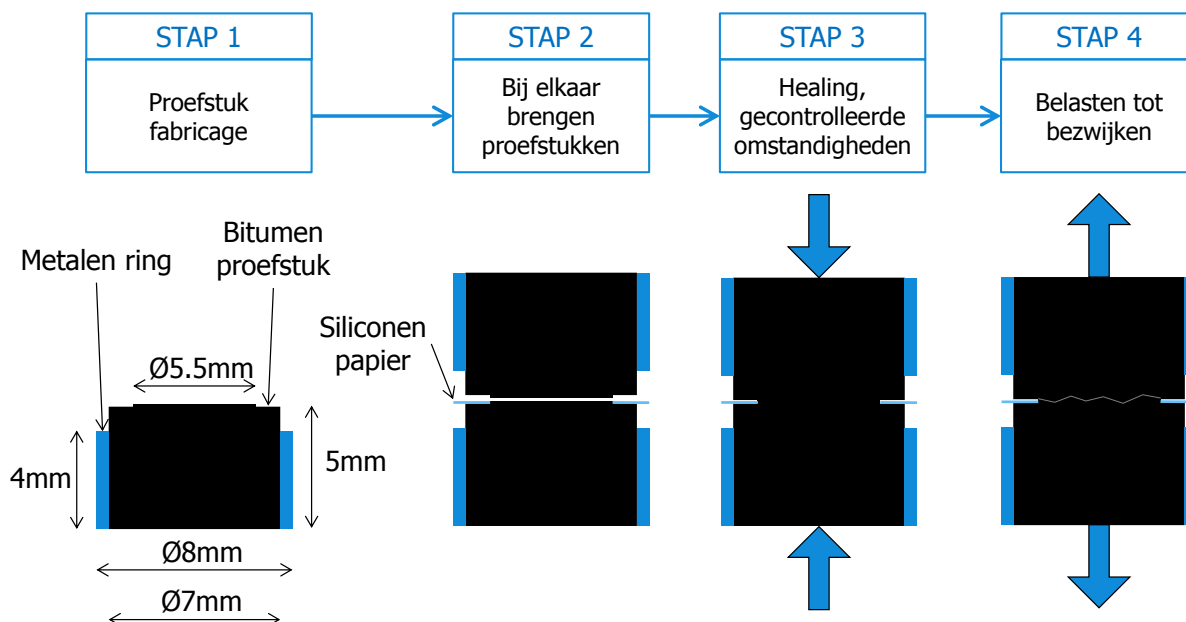 STAP 1
Proefstuk
fabricage
STAP 2
Bij elkaar
brengen
proefstukken
STAP 3
Healing,
gecontrolleerde
omstandigheden
STAP 4
Belasten tot
bezwijken
Metalen ring
Bitumen
proefstuk
Siliconen
papier
Ø5.5mm
4mm
5mm
Ø8mm
Ø7mm